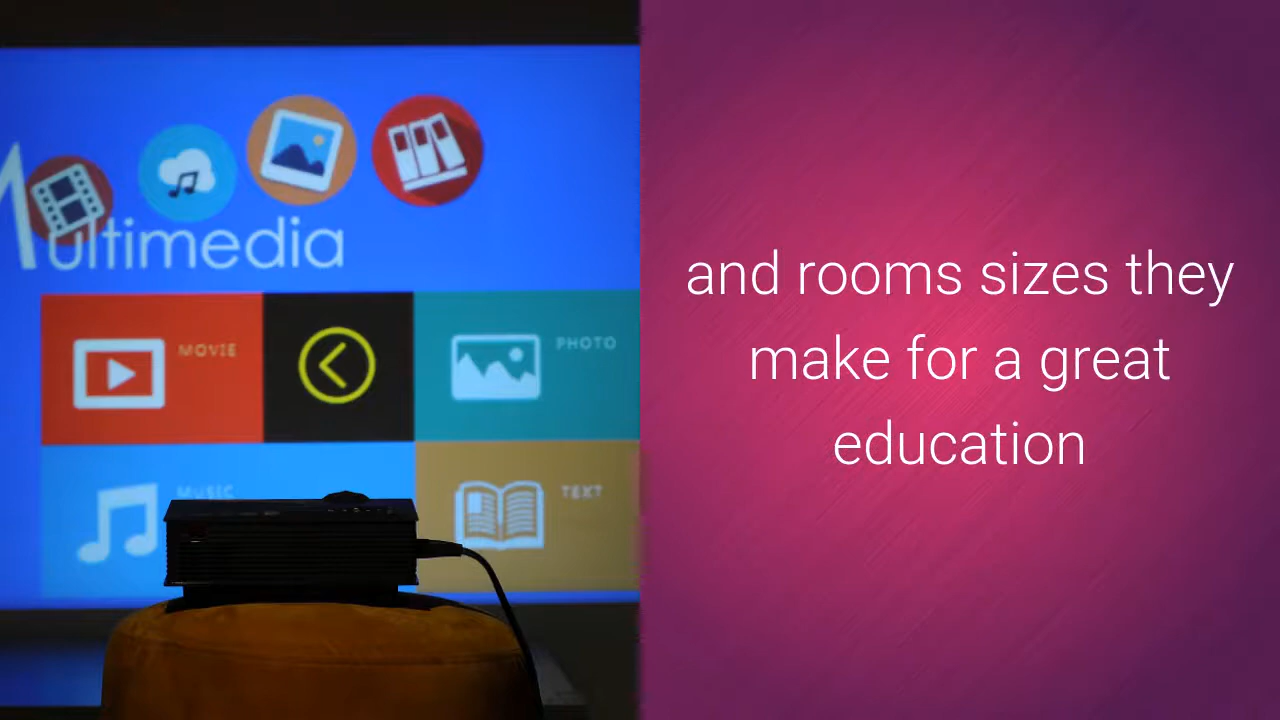 Multimedia
MOVIE
PHOTO
MUSIC
TEXT
and rooms sizes they
make for a great
education